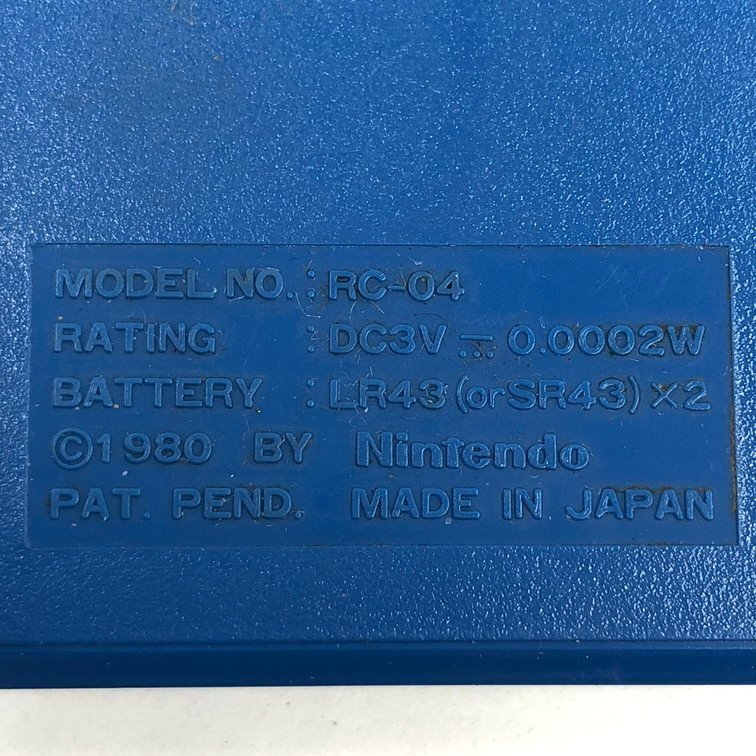 MODEL NO. : RC-04
RATING : DC3V ⎓ 0.0002W
BATTERY : LR43 (or SR43) ×2
©1980 BY Nintendo
PAT. PEND. MADE IN JAPAN